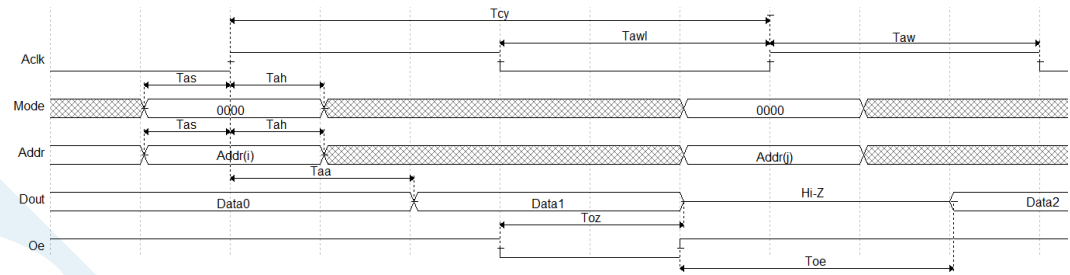 Tcy
Tawl Taw
Aclk
Tas Tah
Mode 0000 0000
Tas Tah
Addr Addr(i) Addr(j)
Taa
Dout Data0 Data1 Hi-Z Data2
Toz
Oe
Toe